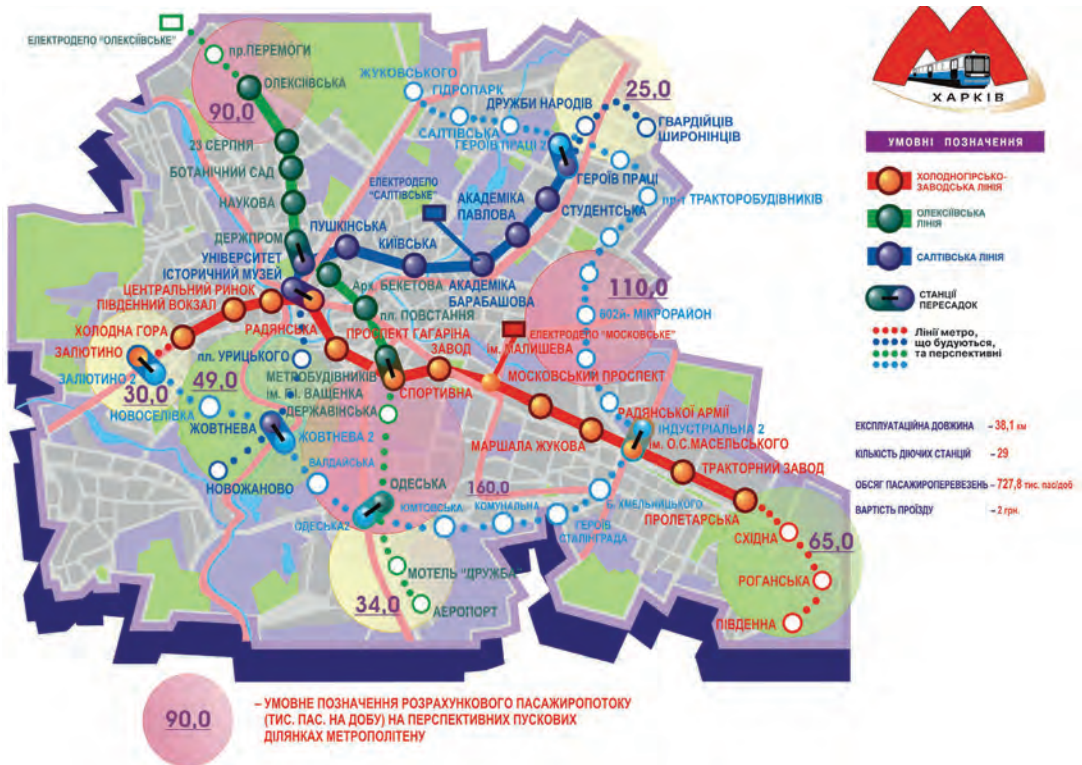 ЕЛЕКТРОДЕПО "ОЛЕКСІЇВСЬКЕ"
пр.ПЕРЕМОГИ
ОЛЕКСІЇВСЬКА
90,0
23 СЕРПНЯ
БОТАНІЧНИЙ САД
НАУКОВА
ДЕРЖПРОМ
УНІВЕРСИТЕТ
ІСТОРИЧНИЙ МУЗЕЙ
ЦЕНТРАЛЬНИЙ РИНОК
ПІВДЕННИЙ ВОКЗАЛ
ХОЛОДНА ГОРА
ЗАЛЮТИНО
ЗАЛЮТИНО 2
30,0
НОВОСЕЛІВКА
49,0
ЖОВТНЕВА
ЖОВТНЕВА 2
НОВОЖАНОВО
ВАЛДАЙСЬКА
ОДЕСЬКА2
ЖУКОВСЬКОГО
ГІДРОПАРК
САЛТІВСЬКА
ДРУЖБИ НАРОДІВ
ГЕРОЇВ ПРАЦІ 2
25,0
ГВАРДІЙЦІВ
ШИРОНІНЦІВ
ГЕРОЇВ ПРАЦІ
пр-т ТРАКТОРОБУДІВНИКІВ
ЕЛЕКТРОДЕПО
"САЛТІВСЬКЕ"
АКАДЕМІКА
ПАВЛОВА
СТУДЕНТСЬКА
ПУШКІНСЬКА
КИЇВСЬКА
АКАДЕМІКА
БАРАБАШОВА
Арх. БЕКЕТОВА
пл. ПОВСТАННЯ
РАДЯНСЬКА
ПРОСПЕКТ ГАГАРІНА
пл. УРИЦЬКОГО
110,0
602й- МІКРОРАЙОН
ЕЛЕКТРОДЕПО "МОСКОВСЬКЕ"
ЗАВОД
ім. МАЛИШЕВА
МЕТРОБУДІВНИКІВ
ім. Г.І. ВАЩЕНКА
СПОРТИВНА
МОСКОВСЬКИЙ ПРОСПЕКТ
ДЕРЖАВІНСЬКА
МАРШАЛА ЖУКОВА
РАДЯНСЬКОЇ АРМІЇ
ІНДУСТРІАЛЬНА 2
ім. О.С.МАСЕЛЬСЬКОГО
ТРАКТОРНИЙ ЗАВОД
ПРОЛЕТАРСЬКА
ОДЕСЬКА
160,0
КІМТОВСЬКА
КОМУНАЛЬНА
Б. ХМЕЛЬНИЦЬКОГО
ГЕРОЇВ
СТАЛІНГРАДА
СХІДНА
65,0
РОГАНСЬКА
ПІВДЕННА
МОТЕЛЬ "ДРУЖБА"
34,0
АЕРОПОРТ
ХАРКІВ
УМОВНІ ПОЗНАЧЕННЯ
ХОЛОДНОГІРСЬКО-
ЗАВОДСЬКА ЛІНІЯ
ОЛЕКСІЇВСЬКА
ЛІНІЯ
САЛТІВСЬКА ЛІНІЯ
СТАНЦІЇ
ПЕРЕСАДОК
Лінії метро,
що будуються,
та перспективні
ЕКСПЛУАТАЦІЙНА ДОВЖИНА – 38,1 км
КІЛЬКІСТЬ ДІЮЧИХ СТАНЦІЙ – 29
ОБСЯГ ПАСАЖИРОПЕРЕВЕЗЕНЬ – 727,8 тис. пас/доб
ВАРТІСТЬ ПРОЇЗДУ – 2 грн.
90,0
– УМОВНЕ ПОЗНАЧЕННЯ РОЗРАХУНКОВОГО ПАСАЖИРОПОТОКУ
(ТИС. ПАС. НА ДОБУ) НА ПЕРСПЕКТИВНИХ ПУСКОВИХ
ДІЛЯНКАХ МЕТРОПОЛІТЕНУ